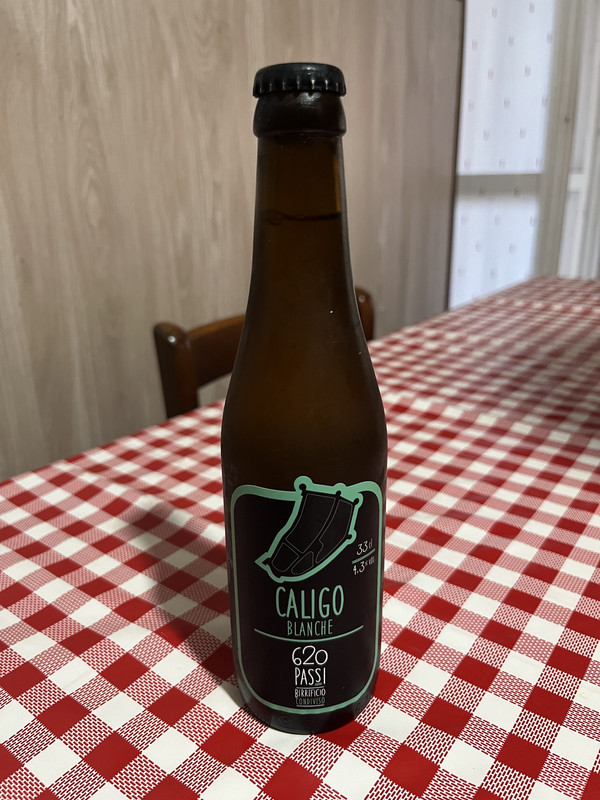 33 cl
4.3% vol
CALIGO
BLANCHE
620
PASSI
BIRRIFICIO
CONDIVISO